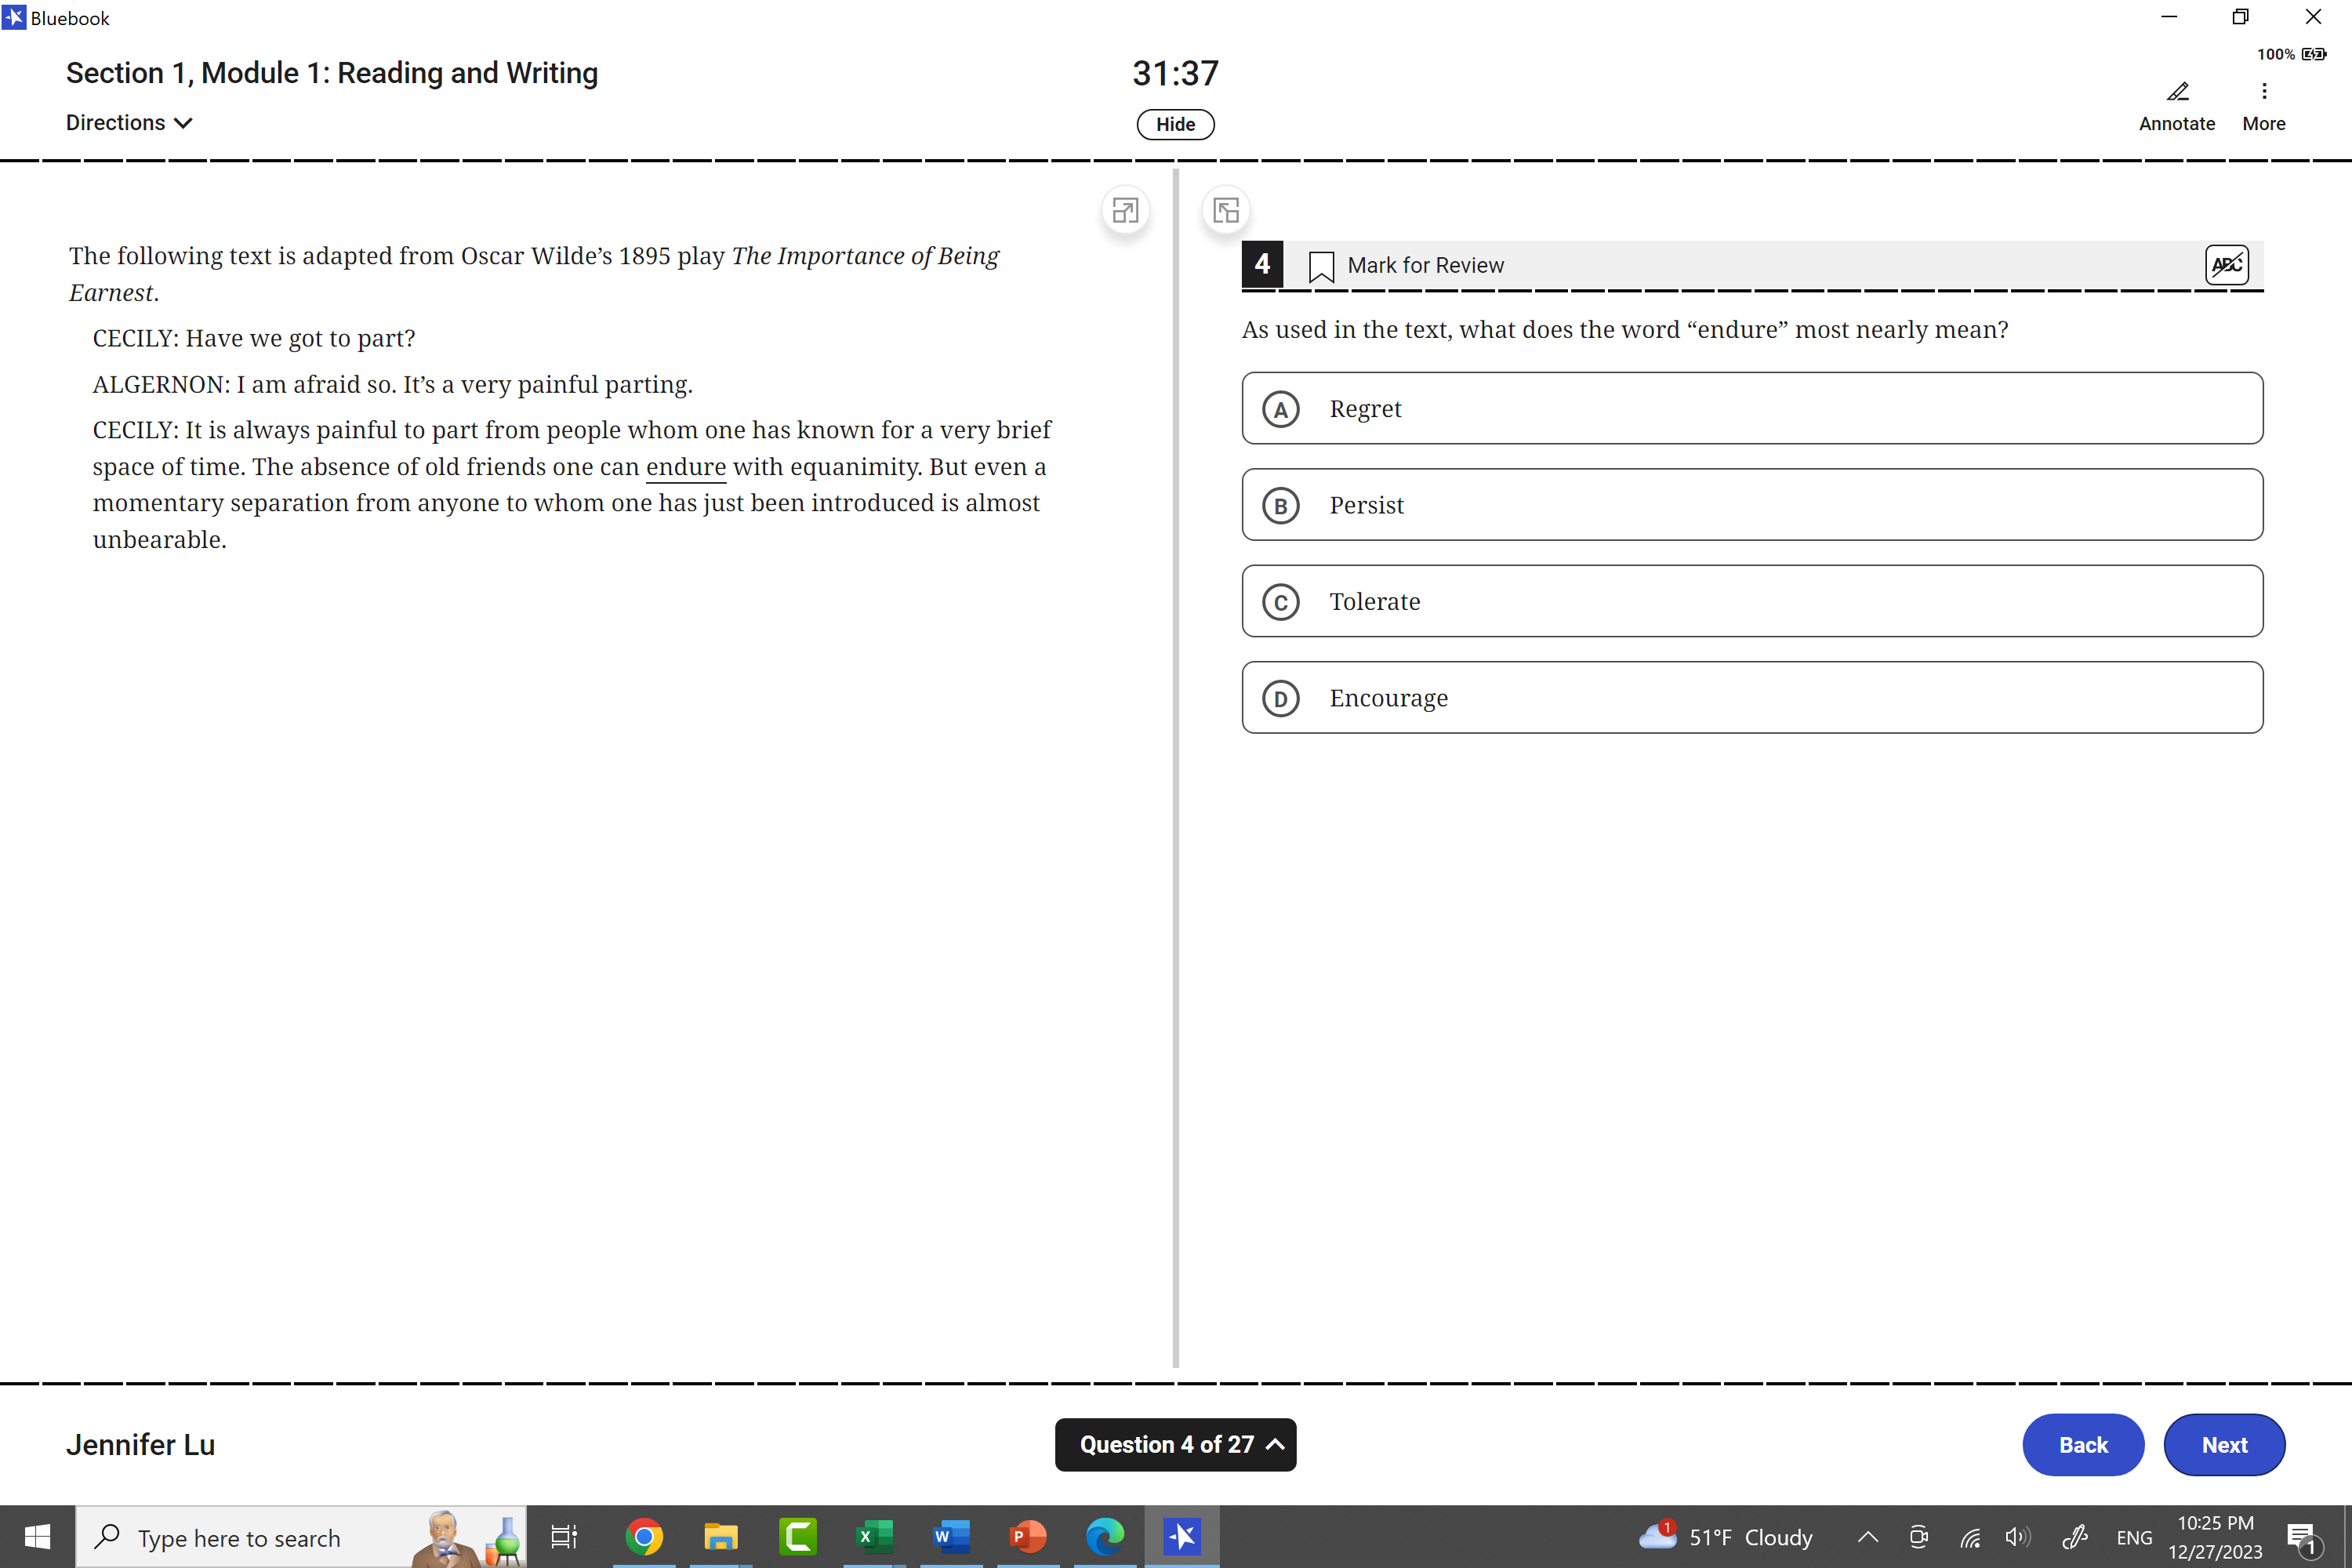 Bluebook
100%
Section 1, Module 1: Reading and Writing
31:37
Directions
Hide
Annotate
More
The following text is adapted from Oscar Wilde’s 1895 play The Importance of Being
Earnest.
CECILY: Have we got to part?
ALGERNON: I am afraid so. It’s a very painful parting.
CECILY: It is always painful to part from people whom one has known for a very brief
space of time. The absence of old friends one can endure with equanimity. But even a
momentary separation from anyone to whom one has just been introduced is almost
unbearable.
4
Mark for Review
ABC
As used in the text, what does the word “endure” most nearly mean?
A Regret
B Persist
C Tolerate
D Encourage
Jennifer Lu
Question 4 of 27
Back
Next
Type here to search
X
W
P
1
51°F Cloudy
ENG
10:25 PM
12/27/2023
1